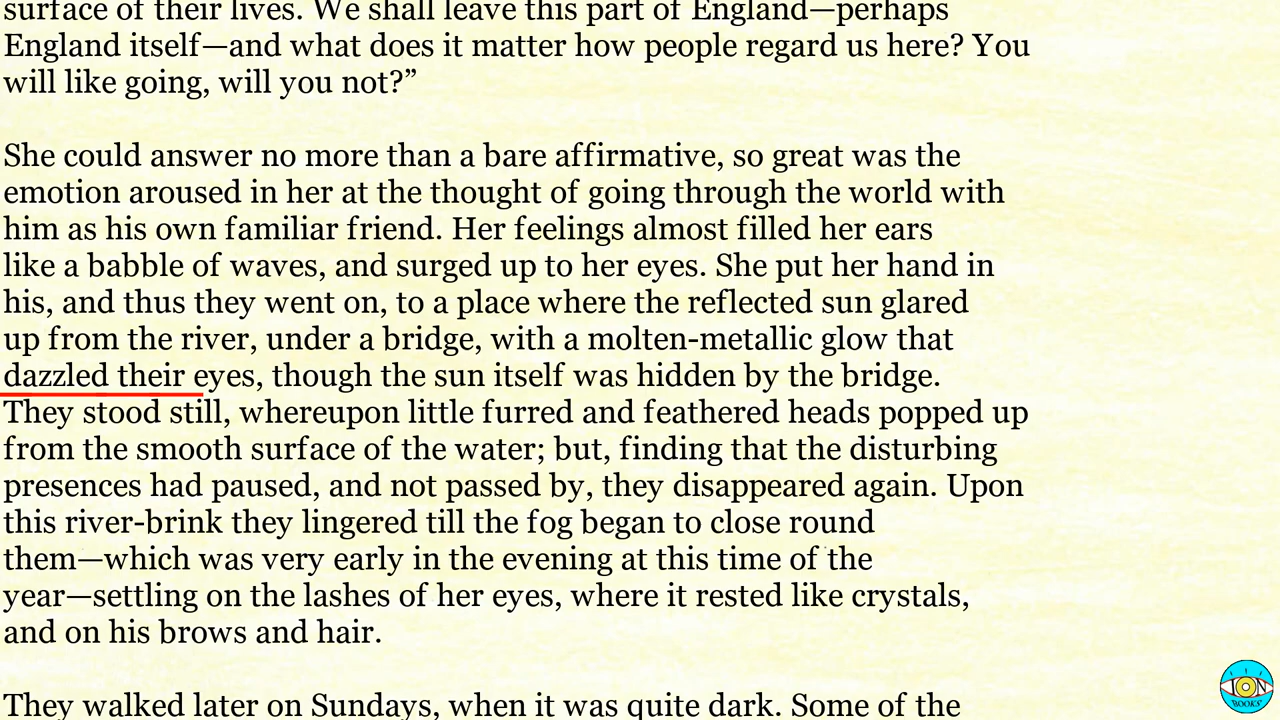 surface of their lives. We shall leave this part of England—perhaps
England itself—and what does it matter how people regard us here? You
will like going, will you not?”
She could answer no more than a bare affirmative, so great was the
emotion aroused in her at the thought of going through the world with
him as his own familiar friend. Her feelings almost filled her ears
like a babble of waves, and surged up to her eyes. She put her hand in
his, and thus they went on, to a place where the reflected sun glared
up from the river, under a bridge, with a molten-metallic glow that
dazzled their eyes, though the sun itself was hidden by the bridge.
They stood still, whereupon little furred and feathered heads popped up
from the smooth surface of the water; but, finding that the disturbing
presences had paused, and not passed by, they disappeared again. Upon
this river-brink they lingered till the fog began to close round
them—which was very early in the evening at this time of the
year—settling on the lashes of her eyes, where it rested like crystals,
and on his brows and hair.
They walked later on Sundays, when it was quite dark. Some of the
ION
BOOKS